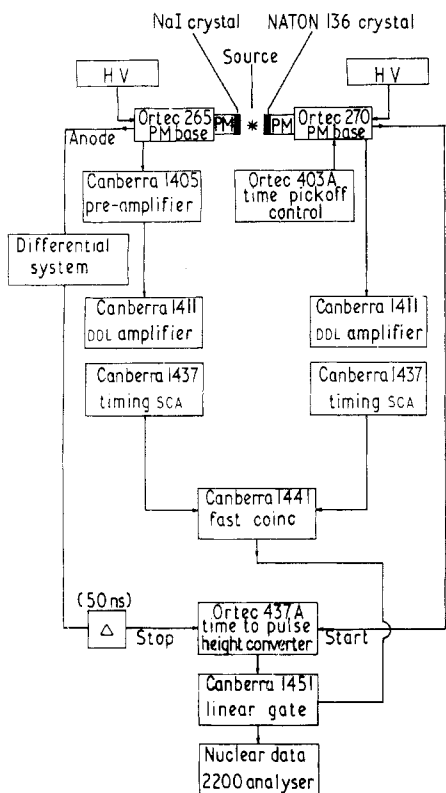 NaI crystal
NATON 136 crystal
Source
HV
HV
Ortec 265
PM base
PM
*
PM
Ortec 270
PM base
Anode
Canberra 1405
pre-amplifier
Ortec 403A
time pickoff
control
Differential
system
Canberra 1411
DDL amplifier
Canberra 1411
DDL amplifier
Canberra 1437
timing SCA
Canberra 1437
timing SCA
Canberra 1441
fast coinc
(50ns)
Δ
Stop
Ortec 437A
time to pulse
height converter
Start
Canberra 1451
linear gate
Nuclear data
2200 analyser